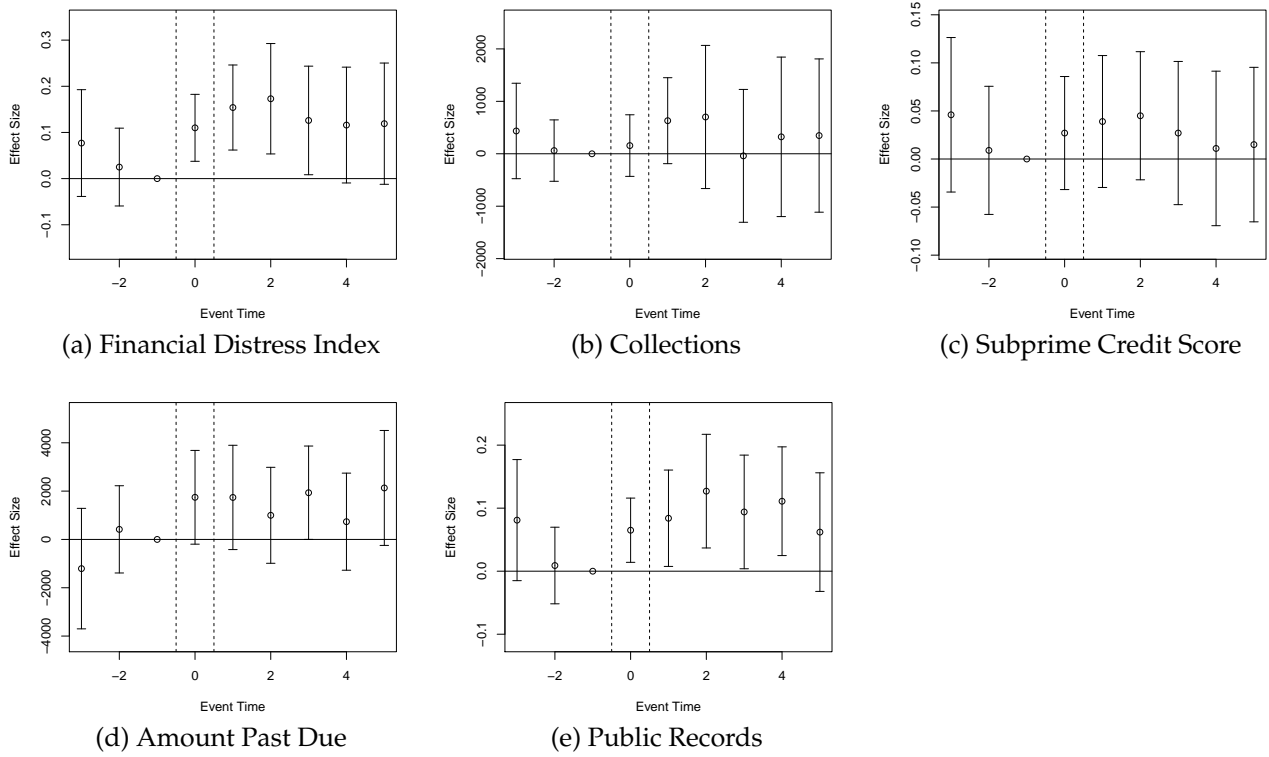 0.3
0.2
0.1
0.0
−0.1
Effect Size
−2 0 2 4
Event Time
(a) Financial Distress Index
2000
1000
0
−1000
−2000
Effect Size
−2 0 2 4
Event Time
(b) Collections
0.15
0.10
0.05
0.00
−0.05
−0.10
Effect Size
−2 0 2 4
Event Time
(c) Subprime Credit Score
4000
2000
0
−2000
−4000
Effect Size
−2 0 2 4
Event Time
(d) Amount Past Due
0.2
0.1
0.0
−0.1
Effect Size
−2 0 2 4
Event Time
(e) Public Records